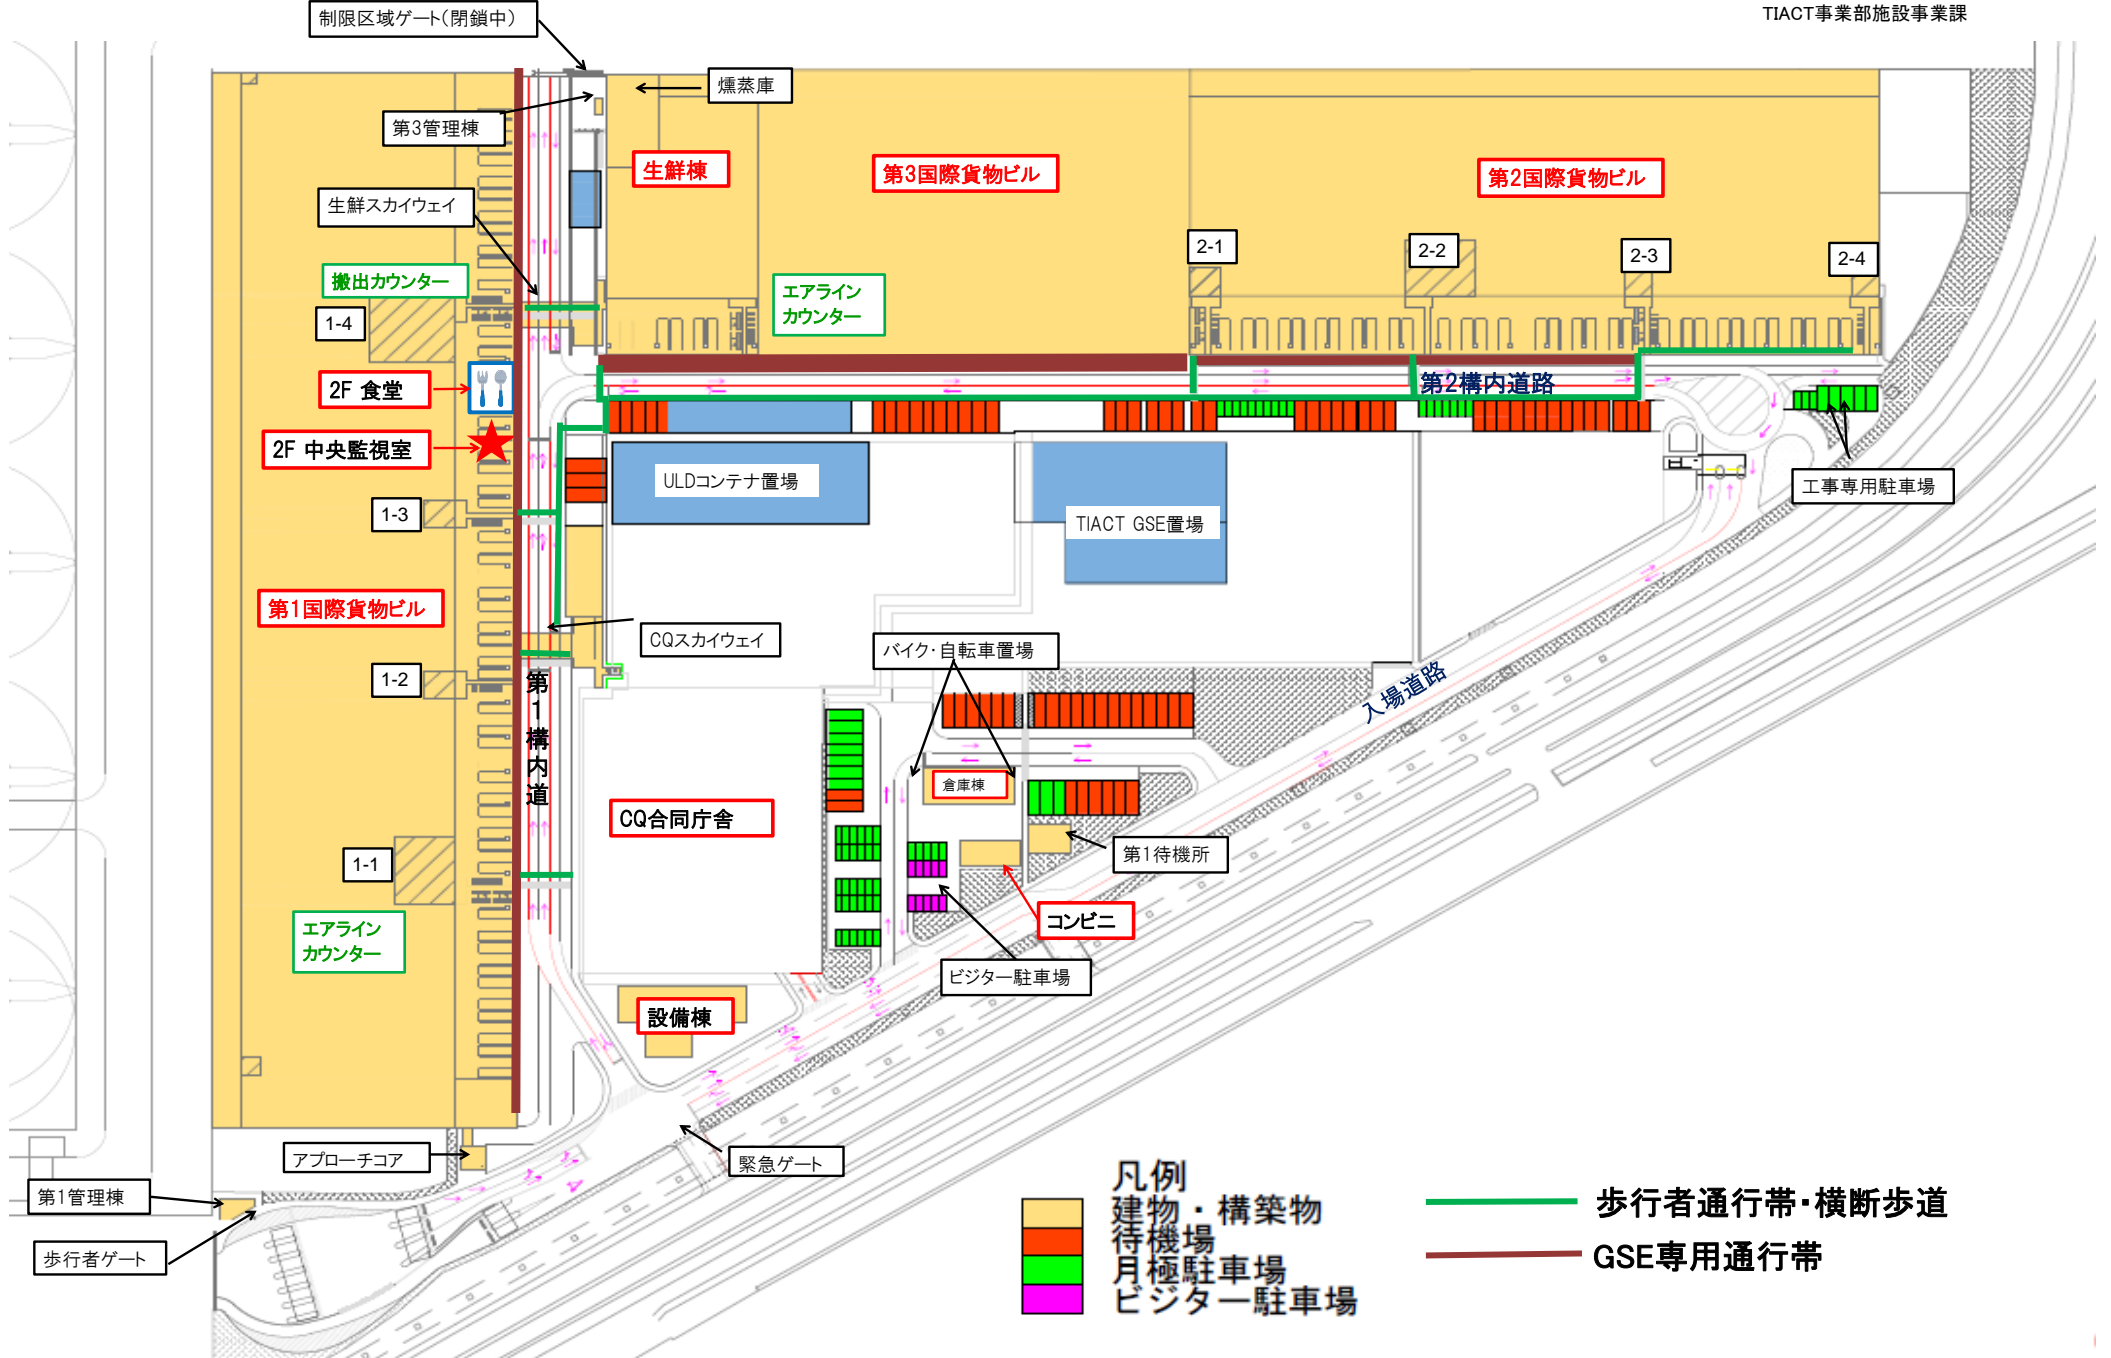 TIACT事業部施設事業課
制限区域ゲート(閉鎖中)
燻蒸庫
第3管理棟
生鮮棟
第3国際貨物ビル
第2国際貨物ビル
生鮮スカイウェイ
2-1
2-2
2-3
2-4
搬出カウンター
エアライン
カウンター
1-4
2F 食堂
第2構内道路
2F 中央監視室
ULDコンテナ置場
工事専用駐車場
1-3
TIACT GSE置場
第1国際貨物ビル
CQスカイウェイ
バイク・自転車置場
1-2
第1構内道
入場道路
倉庫棟
CQ合同庁舎
1-1
第1待機所
エアライン
カウンター
コンビニ
ビジター駐車場
設備棟
アプローチコア
緊急ゲート
第1管理棟
歩行者ゲート
凡例
建物・構築物
待機場
月極駐車場
ビジター駐車場
歩行者通行帯・横断歩道
GSE専用通行帯